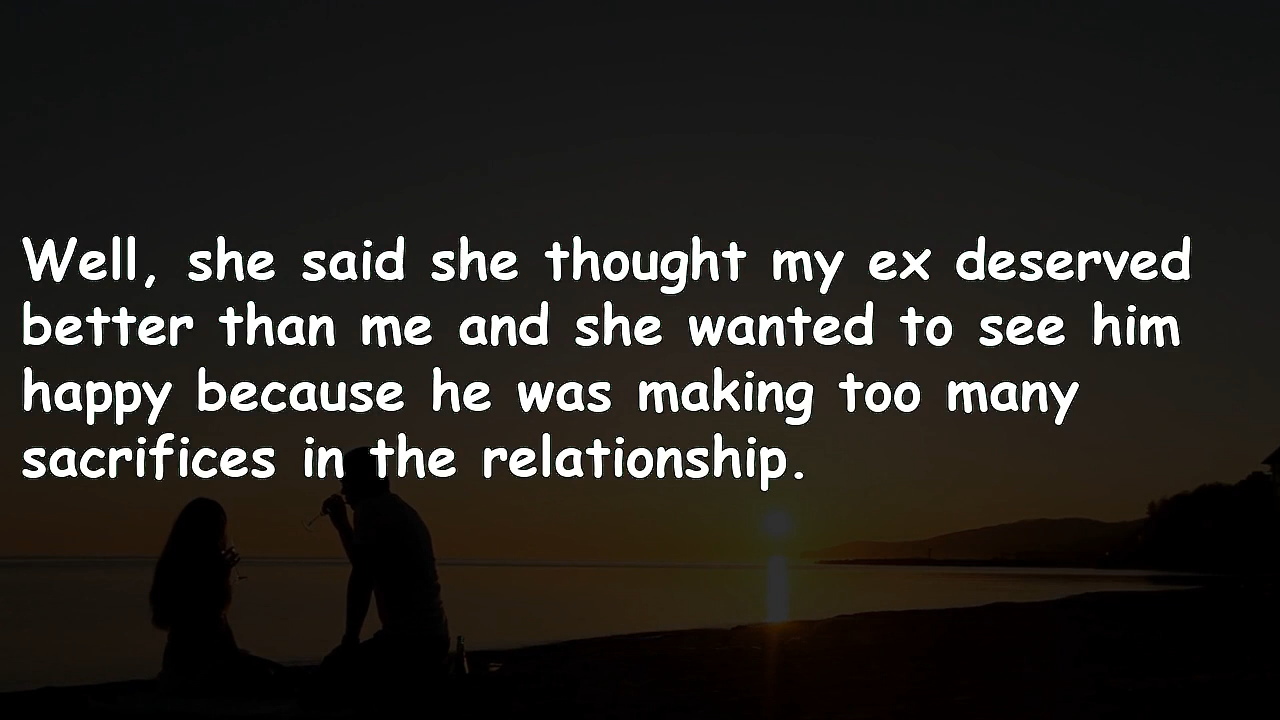 Well, she said she thought my ex deserved
better than me and she wanted to see him
happy because he was making too many
sacrifices in the relationship.